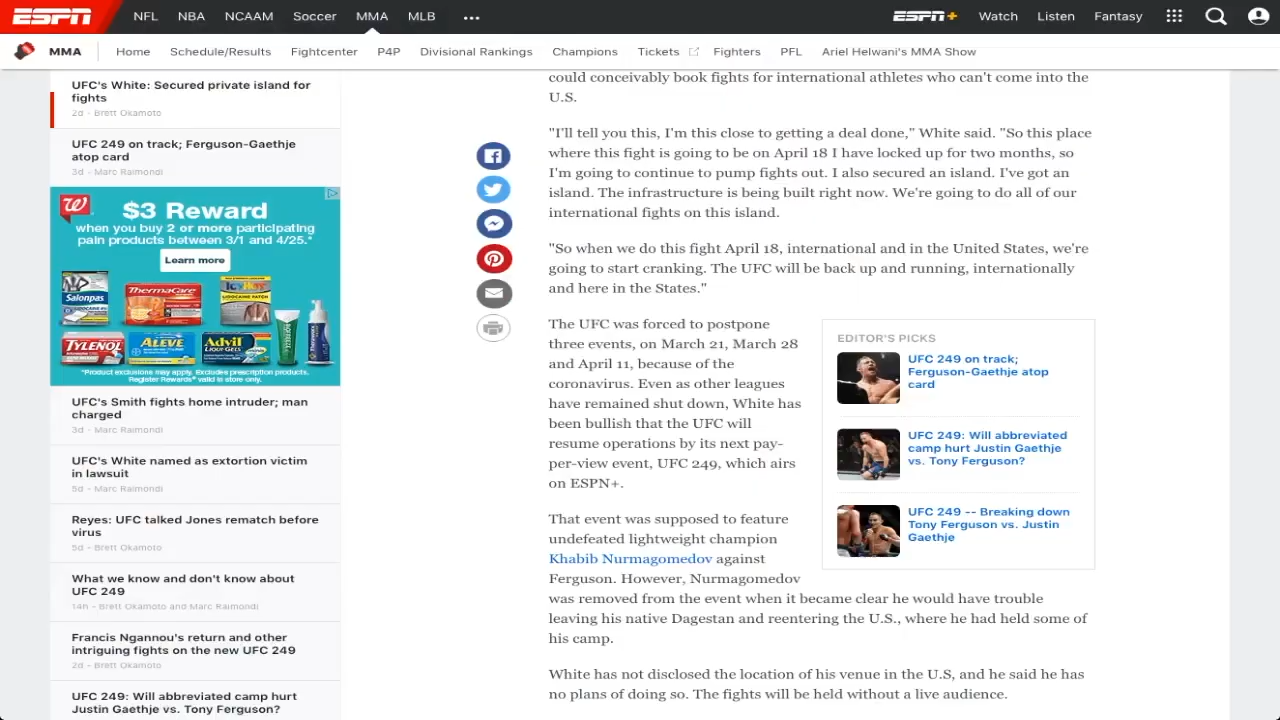 ESPN NFL NBA NCAAM Soccer MMA MLB ESPN+ Watch Listen Fantasy
MMA Home Schedule/Results Fightcenter P4P Divisional Rankings Champions Tickets Fighters PFL Ariel Helwani's MMA Show
UFC's White: Secured private island for
fights
2d - Brett Okamoto
UFC 249 on track; Ferguson-Gaethje
atop card
3d - Marc Raimondi
W
$3 Reward
when you buy 2 or more participating
pain products between 3/1 and 4/25.*
Learn more
Salonpas
ThermaCare
ICY HOT
LIDOCAINE PATCH
TYLENOL
ALEVE
Advil
LIQUI-GELS
*Product exclusions may apply. Excludes prescription products.
Register Rewards® valid in store only.
UFC's Smith fights home intruder; man
charged
3d - Marc Raimondi
UFC's White named as extortion victim
in lawsuit
5d - Marc Raimondi
Reyes: UFC talked Jones rematch before
virus
5d - Brett Okamoto
What we know and don't know about
UFC 249
14h - Brett Okamoto and Marc Raimondi
Francis Ngannou's return and other
intriguing fights on the new UFC 249
2d - Brett Okamoto
UFC 249: Will abbreviated camp hurt
Justin Gaethje vs. Tony Ferguson?
could conceivably book fights for international athletes who can't come into the
U.S.
"I'll tell you this, I'm this close to getting a deal done," White said. "So this place
where this fight is going to be on April 18 I have locked up for two months, so
I'm going to continue to pump fights out. I also secured an island. I've got an
island. The infrastructure is being built right now. We're going to do all of our
international fights on this island.
"So when we do this fight April 18, international and in the United States, we're
going to start cranking. The UFC will be back up and running, internationally
and here in the States."
The UFC was forced to postpone
three events, on March 21, March 28
and April 11, because of the
coronavirus. Even as other leagues
have remained shut down, White has
been bullish that the UFC will
resume operations by its next pay-
per-view event, UFC 249, which airs
on ESPN+.
That event was supposed to feature
undefeated lightweight champion
Khabib Nurmagomedov against
Ferguson. However, Nurmagomedov
was removed from the event when it became clear he would have trouble
leaving his native Dagestan and reentering the U.S., where he had held some of
his camp.
White has not disclosed the location of his venue in the U.S, and he said he has
no plans of doing so. The fights will be held without a live audience.
EDITOR'S PICKS
UFC 249 on track;
Ferguson-Gaethje atop
card
UFC 249: Will abbreviated
camp hurt Justin Gaethje
vs. Tony Ferguson?
UFC 249 -- Breaking down
Tony Ferguson vs. Justin
Gaethje